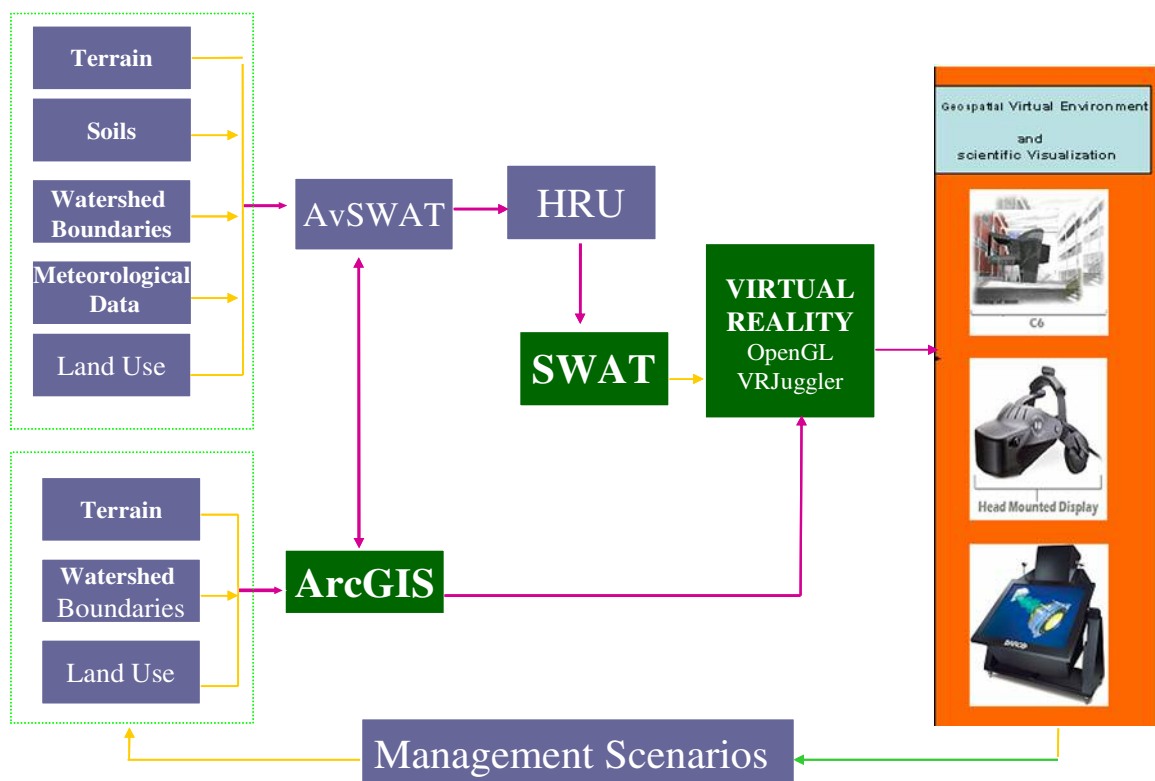 Terrain
Soils
Watershed
Boundaries
Meteorological
Data
Land Use
AvSWAT
HRU
SWAT
VIRTUAL
REALITY
OpenGL
VRJuggler
Geospatial Virtual Environment
and
scientific Visualization
C6
Head Mounted Display
BARCO
Terrain
Watershed
Boundaries
Land Use
ArcGIS
Management Scenarios